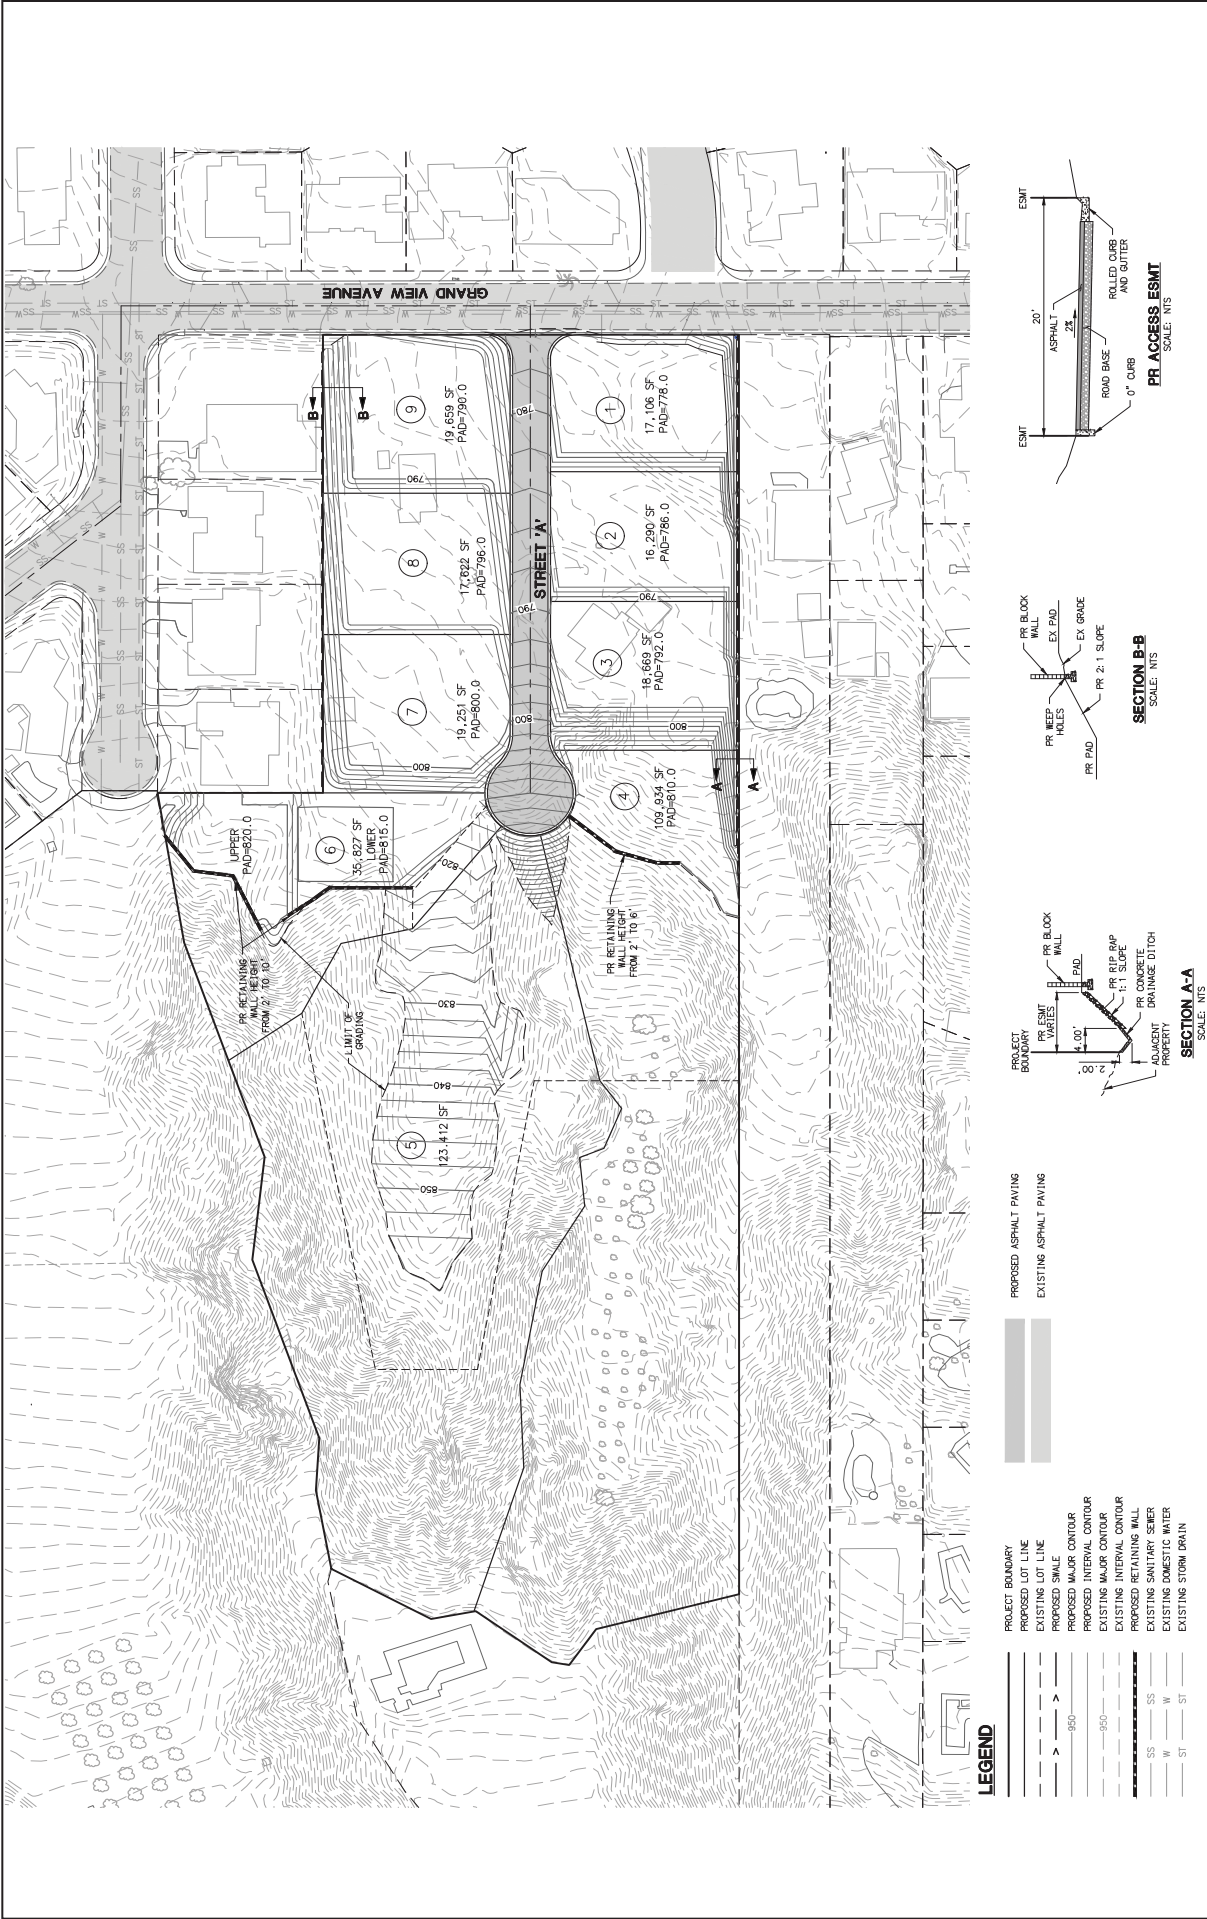 GRAND VIEW AVENUE
STREET 'A'
1
17,106 SF
PAD=778.0
2
16,290 SF
PAD=786.0
3
18,669 SF
PAD=792.0
4
109,934 SF
PAD=810.0
5
123,412 SF
UPPER
PAD=820.0
6
35,827 SF
LOWER
PAD=815.0
7
19,251 SF
PAD=800.0
8
17,622 SF
PAD=796.0
9
19,659 SF
PAD=790.0
780
790
800
790
800
790
800
820
830
840
850
B
B
A
A
PR RETAINING
WALL HEIGHT
FROM 2' TO 10'
LIMIT OF
GRADING
PR RETAINING
WALL HEIGHT
FROM 2' TO 6'
LEGEND
PROJECT BOUNDARY
PROPOSED LOT LINE
EXISTING LOT LINE
PROPOSED SWALE
950
PROPOSED MAJOR CONTOUR
PROPOSED INTERVAL CONTOUR
950
EXISTING MAJOR CONTOUR
EXISTING INTERVAL CONTOUR
PROPOSED RETAINING WALL
SS SS
EXISTING SANITARY SEWER
W W
EXISTING DOMESTIC WATER
ST ST
EXISTING STORM DRAIN
PROPOSED ASPHALT PAVING
EXISTING ASPHALT PAVING
PROJECT
BOUNDARY
PR ESMT
VARIES
4.00'
2.00'
PR BLOCK
WALL
PAD
PR RIP RAP
1:1 SLOPE
PR CONCRETE
DRAINAGE DITCH
ADJACENT
PROPERTY
SECTION A-A
SCALE: NTS
PR BLOCK
WALL
EX PAD
EX GRADE
PR WEEP
HOLES
PR 2:1 SLOPE
PR PAD
SECTION B-B
SCALE: NTS
ESMT
ESMT
20'
ASPHALT
2%
ROAD BASE
0" CURB
ROLLED CURB
AND GUTTER
PR ACCESS ESMT
SCALE: NTS